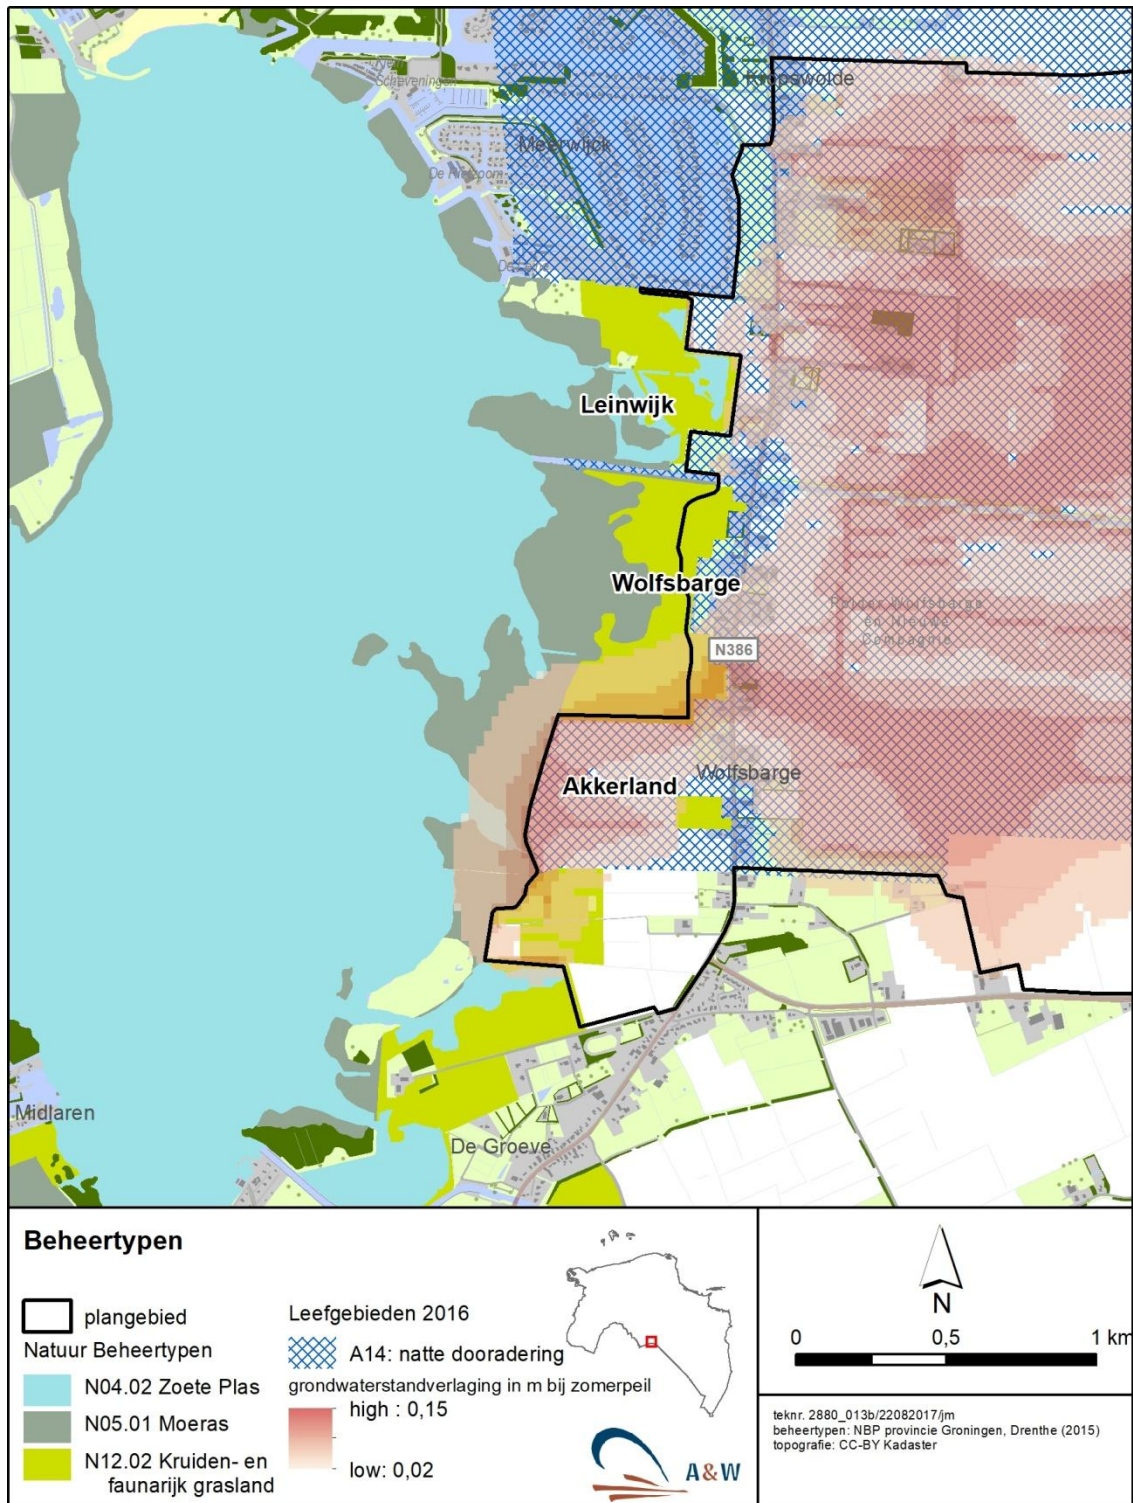 Scheveningen
Kropswolde
Meerwijck
De Rietzoom
Leinwijk
Wolfsbarge
Polder Wolfsbarge
en Nieuwe
Compagnie
N386
Akkerland
Wolfsbarge
Midlaren
De Groeve
Beheertypen
plangebied
Natuur Beheertypen
N04.02 Zoete Plas
N05.01 Moeras
N12.02 Kruiden- en
faunarijk grasland
Leefgebieden 2016
A14: natte dooradering
grondwaterstandverlaging in m bij zomerpeil
high : 0,15
low: 0,02
A&W
N
0 0,5 1 km
teknr. 2880_013b/22082017/jm
beheertypen: NBP provincie Groningen, Drenthe (2015)
topografie: CC-BY Kadaster